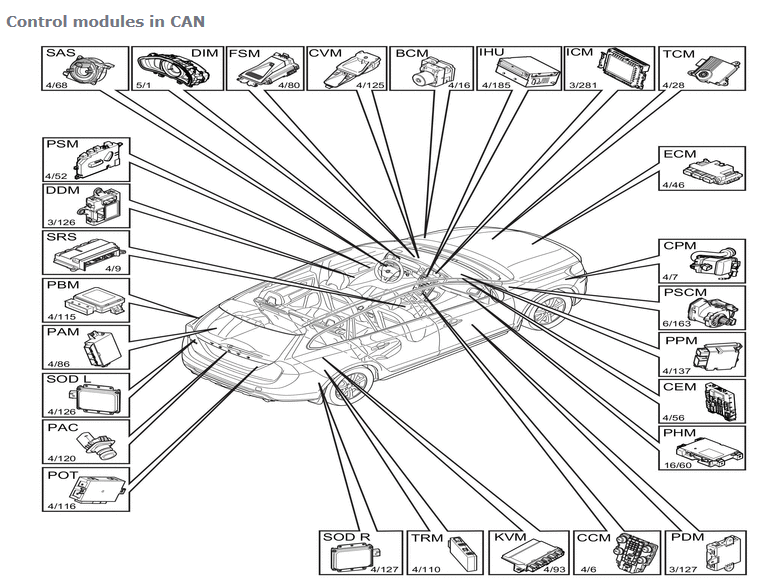 Control modules in CAN
SAS
4/68
DIM
5/1
FSM
4/80
CVM
4/125
BCM
4/16
IHU
4/185
ICM
3/281
TCM
4/28
PSM
4/52
DDM
3/126
SRS
4/9
PBM
4/115
PAM
4/86
SOD L
4/126
PAC
4/120
POT
4/116
ECM
4/46
CPM
4/7
PSCM
6/163
PPM
4/137
CEM
4/56
PHM
16/60
SOD R
4/127
TRM
4/110
KVM
4/93
CCM
4/6
PDM
3/127